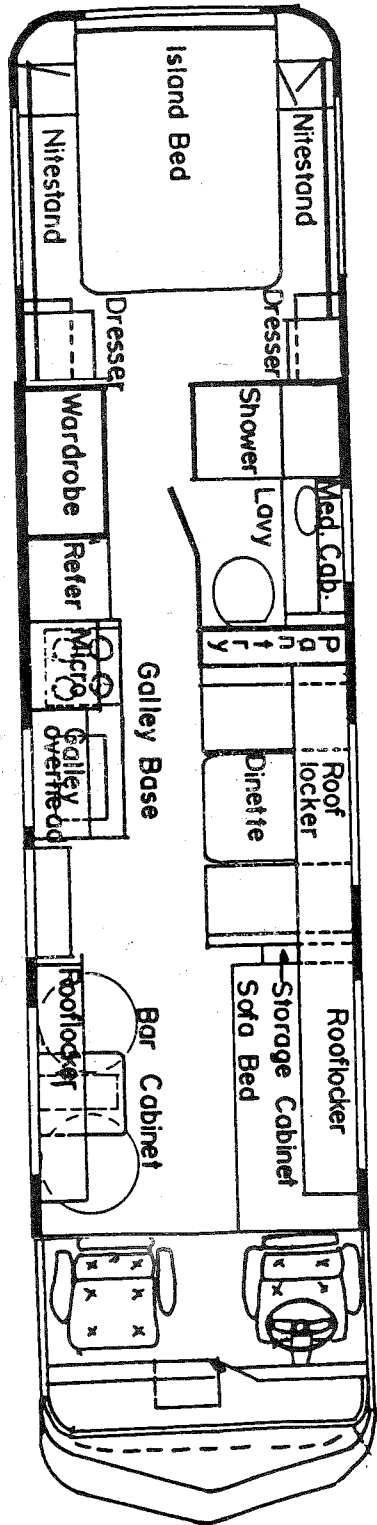 Island Bed
Nitestand
Nitestand
Dresser
Dresser
Shower
Lavy
Med. Cab.
Wardrobe
Refer
Micro
Galley
overhead
Galley Base
Pantry
Dinette
Roof
locker
Storage Cabinet
Sofa Bed
Rooflocker
Bar Cabinet
Rooflocker